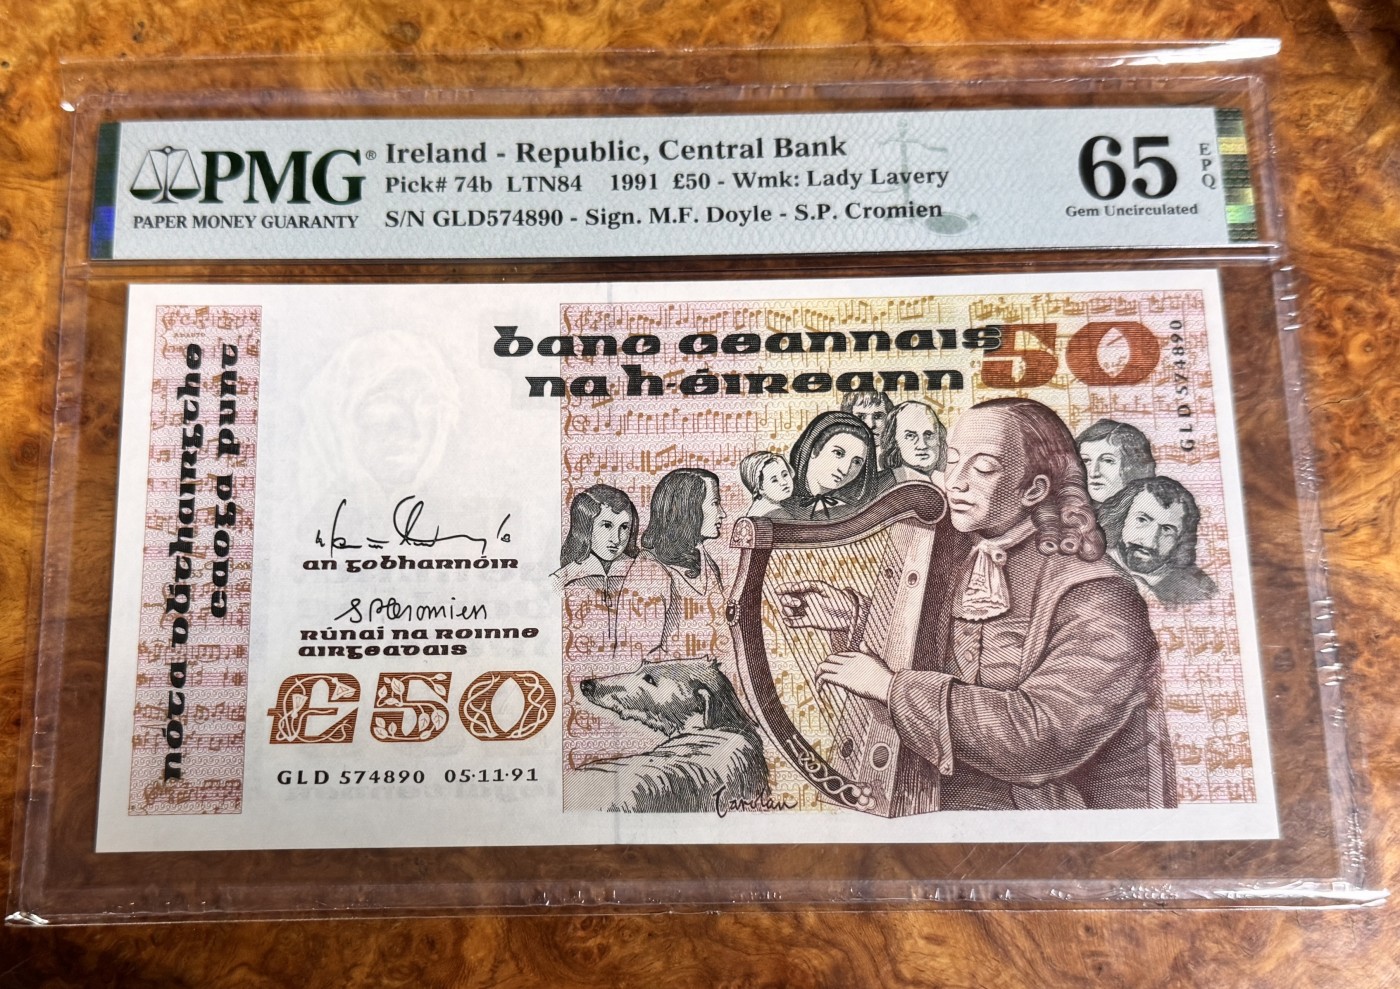 PMG®
PAPER MONEY GUARANTY
Ireland - Republic, Central Bank
Pick# 74b LTN84 1991 £50 - Wmk: Lady Lavery
S/N GLD574890 - Sign. M.F. Doyle - S.P. Cromien
65
EPQ
Gem Uncirculated
banc ceannais
na h-éireann
50
GLD 574890
nóta dlíthairgthe
caoga punt
an gobharnóir
S P Cromien
rúnaí na roinne
airgeadais
£50
GLD 574890 05·11·91
Carolan